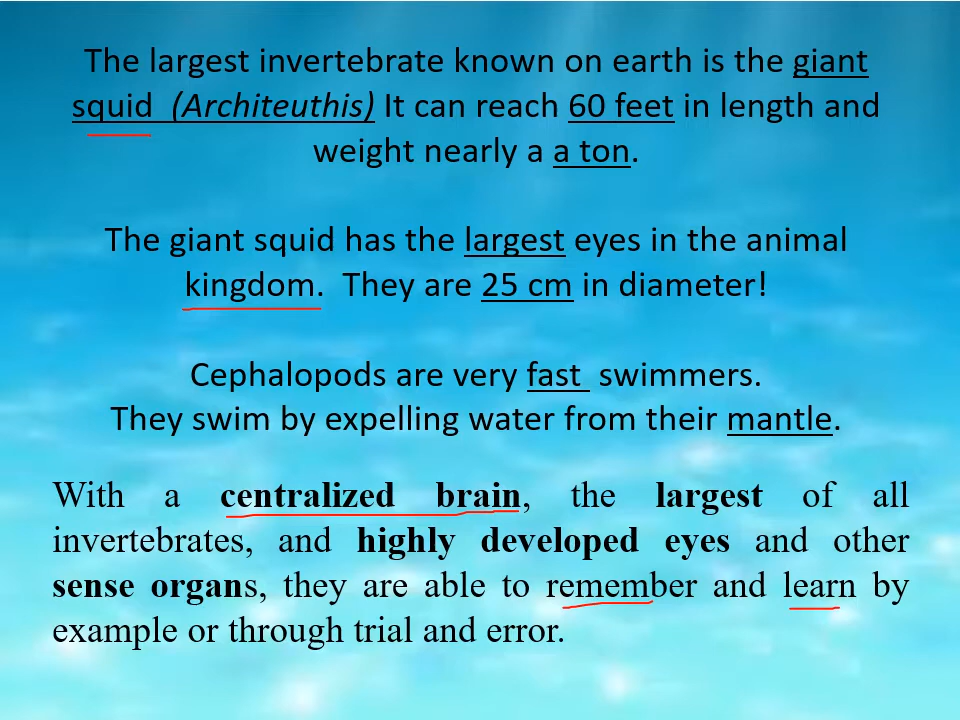 The largest invertebrate known on earth is the giant
squid (Architeuthis) It can reach 60 feet in length and
weight nearly a a ton.
The giant squid has the largest eyes in the animal
kingdom. They are 25 cm in diameter!
Cephalopods are very fast swimmers.
They swim by expelling water from their mantle.
With a centralized brain, the largest of all
invertebrates, and highly developed eyes and other
sense organs, they are able to remember and learn by
example or through trial and error.